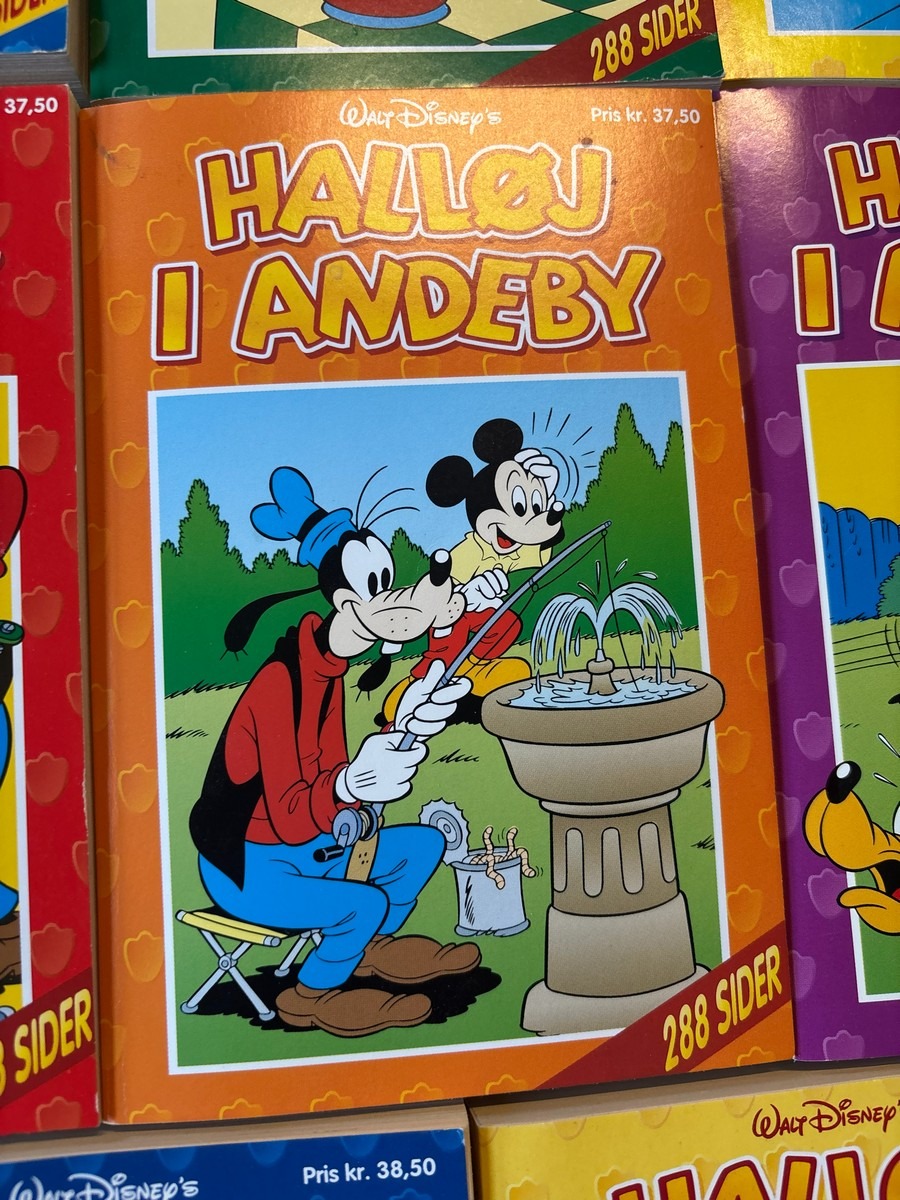 288 SIDER
37,50
WALT DISNEY'S
Pris kr. 37,50
HALLØJ
I ANDEBY
I
SIDER
288 SIDER
WALT DISNEY'S
Pris kr. 38,50
WALT DISNEY'S